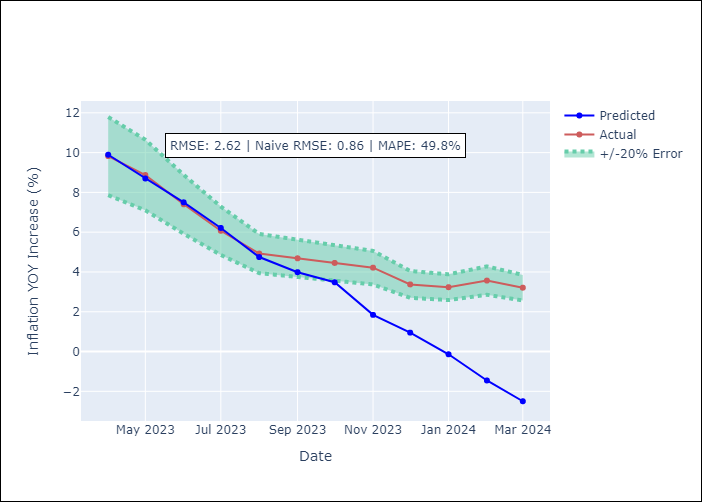 RMSE: 2.62 | Naive RMSE: 0.86 | MAPE: 49.8%
Predicted
Actual
+/-20% Error
Inflation YOY Increase (%)
12
10
8
6
4
2
0
−2
May 2023
Jul 2023
Sep 2023
Nov 2023
Jan 2024
Mar 2024
Date